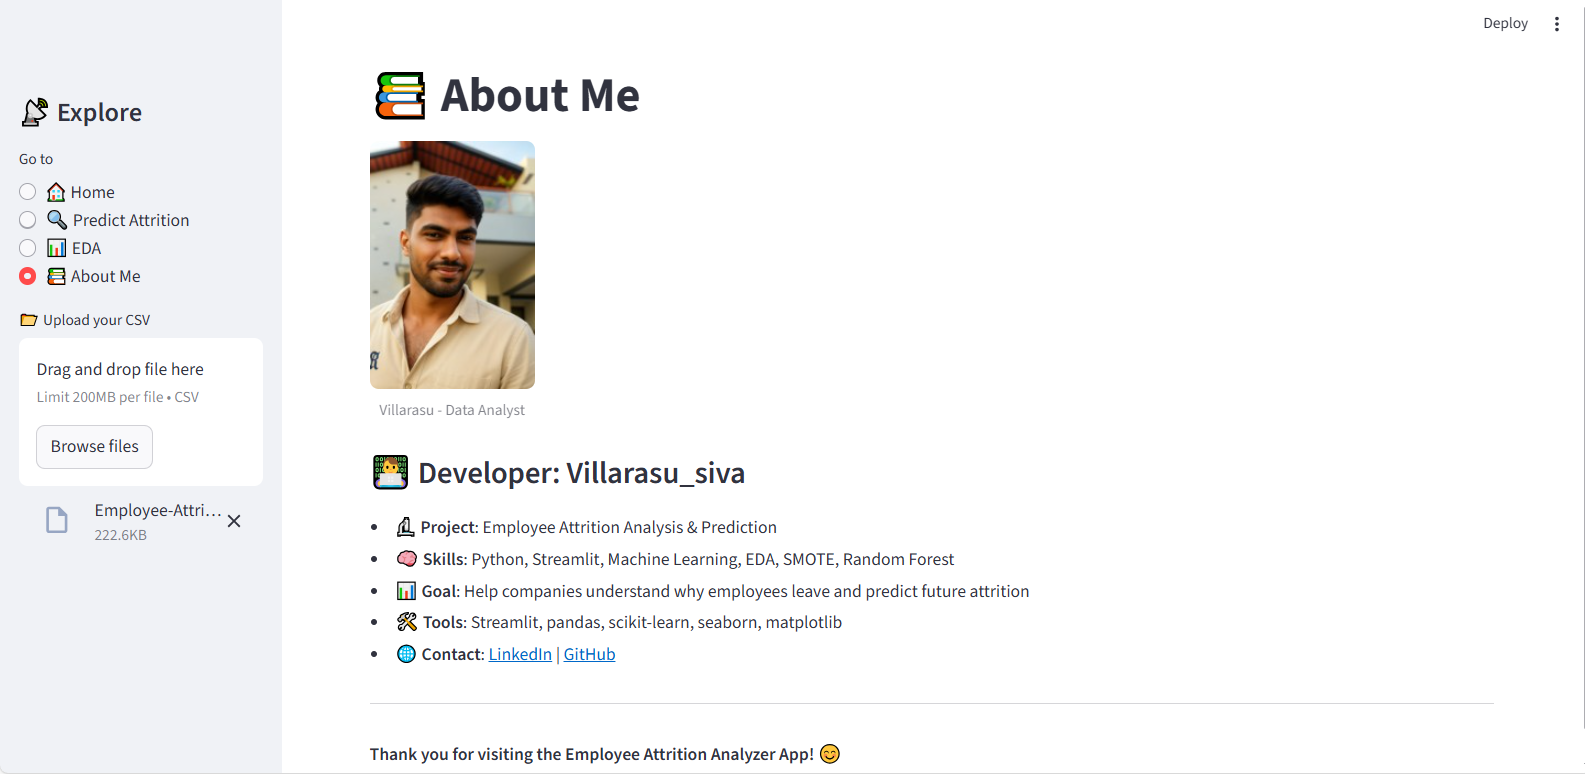 Deploy
Explore
Go to
Home
Predict Attrition
EDA
About Me
Upload your CSV
Drag and drop file here
Limit 200MB per file • CSV
Browse files
Employee-Attri...
222.6KB
About Me
Villarasu - Data Analyst
Developer: Villarasu_siva
• Project: Employee Attrition Analysis & Prediction
• Skills: Python, Streamlit, Machine Learning, EDA, SMOTE, Random Forest
• Goal: Help companies understand why employees leave and predict future attrition
• Tools: Streamlit, pandas, scikit-learn, seaborn, matplotlib
• Contact: LinkedIn | GitHub
Thank you for visiting the Employee Attrition Analyzer App!